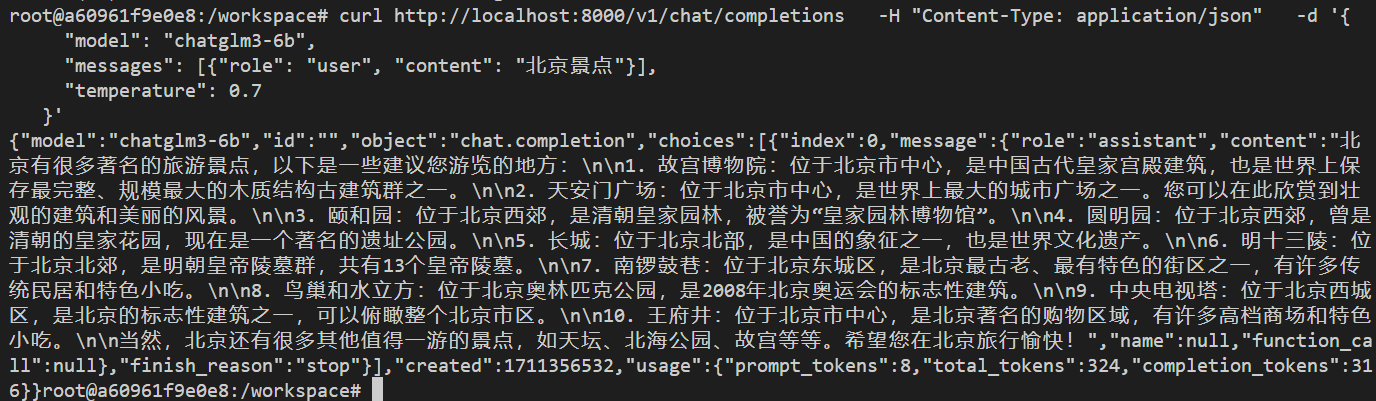 root@a60961f9e0e8:/workspace# curl http://localhost:8000/v1/chat/completions   -H "Content-Type: application/json"   -d '{
     "model": "chatglm3-6b",
     "messages": [{"role": "user", "content": "北京景点"}],
     "temperature": 0.7
   }'
{"model":"chatglm3-6b","id":"","object":"chat.completion","choices":[{"index":0,"message":{"role":"assistant","content":"北
京有很多著名的旅游景点，以下是一些建议您游览的地方：\n\n1. 故宫博物院：位于北京市中心，是中国古代皇家宫殿建筑，也是世界上保
存最完整、规模最大的木质结构古建筑群之一。\n\n2. 天安门广场：位于北京市中心，是世界上最大的城市广场之一。您可以在此欣赏到壮
观的建筑和美丽的风景。\n\n3. 颐和园：位于北京西郊，是清朝皇家园林，被誉为“皇家园林博物馆”。\n\n4. 圆明园：位于北京西郊，曾是
清朝的皇家花园，现在是一个著名的遗址公园。\n\n5. 长城：位于北京北部，是中国的象征之一，也是世界文化遗产。\n\n6. 明十三陵：位
于北京北郊，是明朝皇帝陵墓群，共有13个皇帝陵墓。\n\n7. 南锣鼓巷：位于北京东城区，是北京最古老、最有特色的街区之一，有许多传
统民居和特色小吃。\n\n8. 鸟巢和水立方：位于北京奥林匹克公园，是2008年北京奥运会的标志性建筑。\n\n9. 中央电视塔：位于北京西城
区，是北京的标志性建筑之一，可以俯瞰整个北京市区。\n\n10. 王府井：位于北京市中心，是北京著名的购物区域，有许多高档商场和特色
小吃。\n\n当然，北京还有很多其他值得一游的景点，如天坛、北海公园、故宫等等。希望您在北京旅行愉快！","name":null,"function_ca
ll":null},"finish_reason":"stop"}],"created":1711356532,"usage":{"prompt_tokens":8,"total_tokens":324,"completion_tokens":31
6}}root@a60961f9e0e8:/workspace#